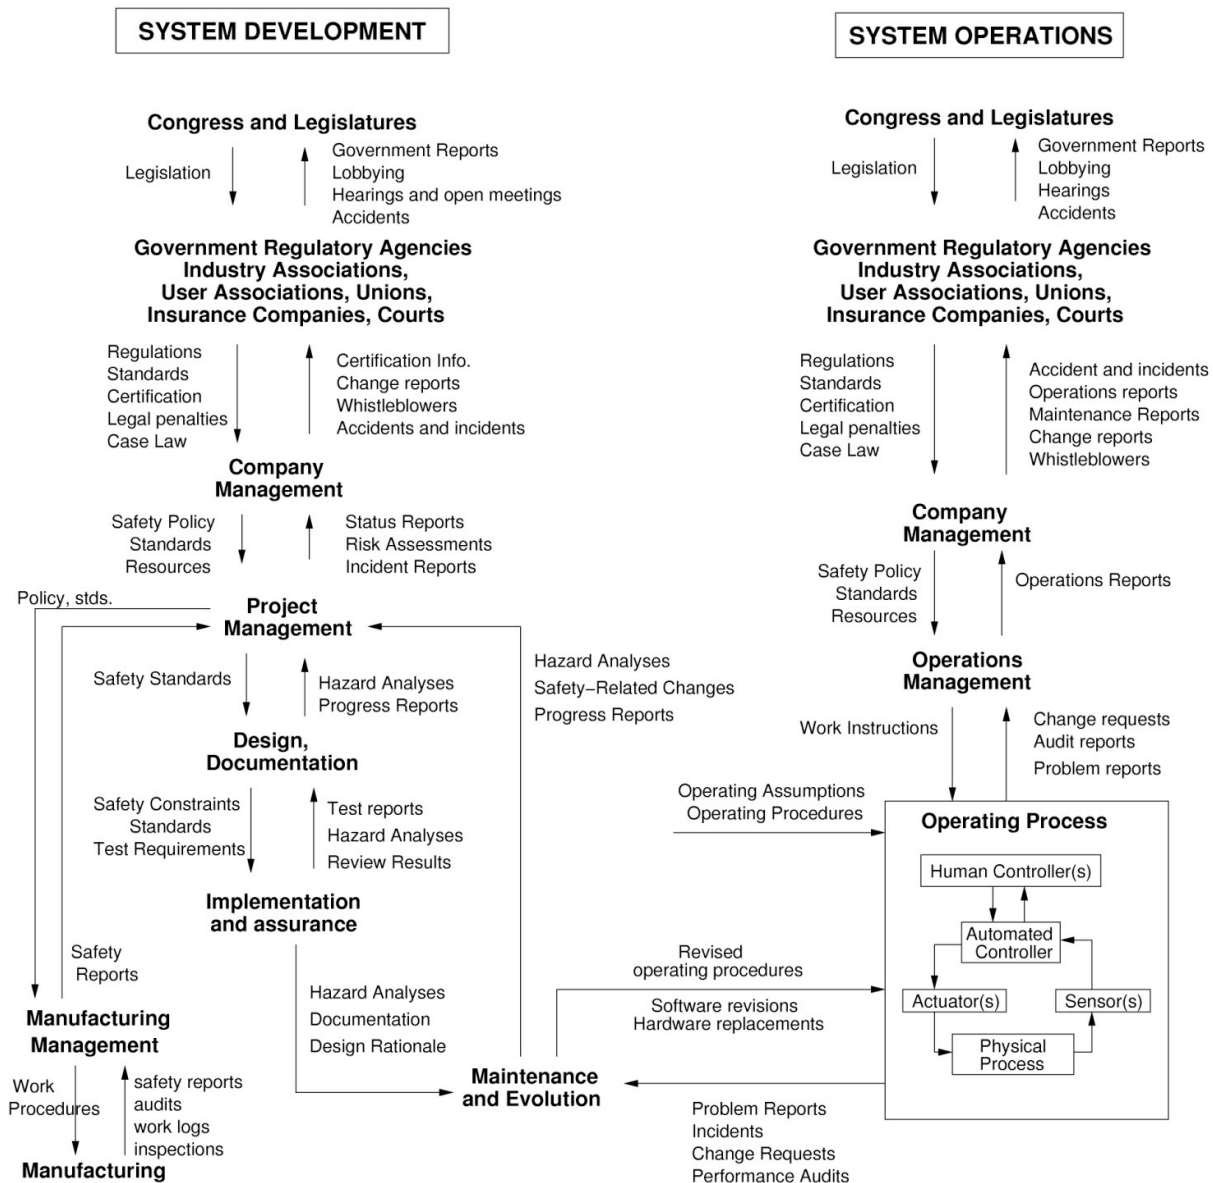 SYSTEM DEVELOPMENT
Congress and Legislatures
Legislation
Government Reports
Lobbying
Hearings and open meetings
Accidents
Government Regulatory Agencies
Industry Associations,
User Associations, Unions,
Insurance Companies, Courts
Regulations
Standards
Certification
Legal penalties
Case Law
Certification Info.
Change reports
Whistleblowers
Accidents and incidents
Company
Management
Safety Policy
Standards
Resources
Status Reports
Risk Assessments
Incident Reports
Policy, stds.
Project
Management
Safety Standards
Hazard Analyses
Progress Reports
Hazard Analyses
Safety–Related Changes
Progress Reports
Design,
Documentation
Safety Constraints
Standards
Test Requirements
Test reports
Hazard Analyses
Review Results
Implementation
and assurance
Safety
Reports
Hazard Analyses
Documentation
Design Rationale
Manufacturing
Management
Work
Procedures
safety reports
audits
work logs
inspections
Manufacturing
Maintenance
and Evolution
SYSTEM OPERATIONS
Congress and Legislatures
Legislation
Government Reports
Lobbying
Hearings
Accidents
Government Regulatory Agencies
Industry Associations,
User Associations, Unions,
Insurance Companies, Courts
Regulations
Standards
Certification
Legal penalties
Case Law
Accident and incidents
Operations reports
Maintenance Reports
Change reports
Whistleblowers
Company
Management
Safety Policy
Standards
Resources
Operations Reports
Operations
Management
Work Instructions
Change requests
Audit reports
Problem reports
Operating Assumptions
Operating Procedures
Operating Process
Human Controller(s)
Automated
Controller
Actuator(s)
Sensor(s)
Physical
Process
Revised
operating procedures
Software revisions
Hardware replacements
Problem Reports
Incidents
Change Requests
Performance Audits